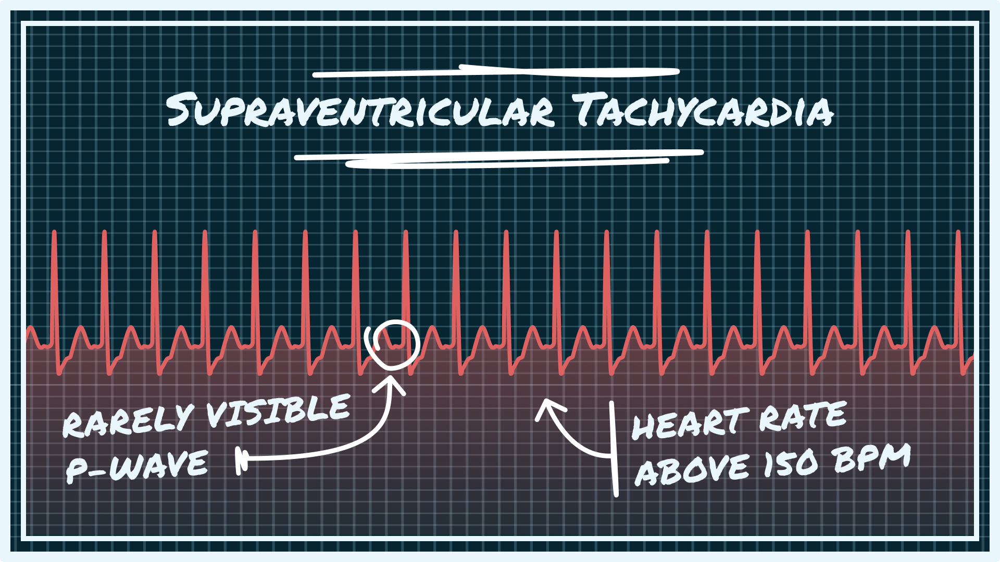 Supraventricular Tachycardia
RARELY VISIBLE
P-WAVE
HEART RATE
ABOVE 150 BPM